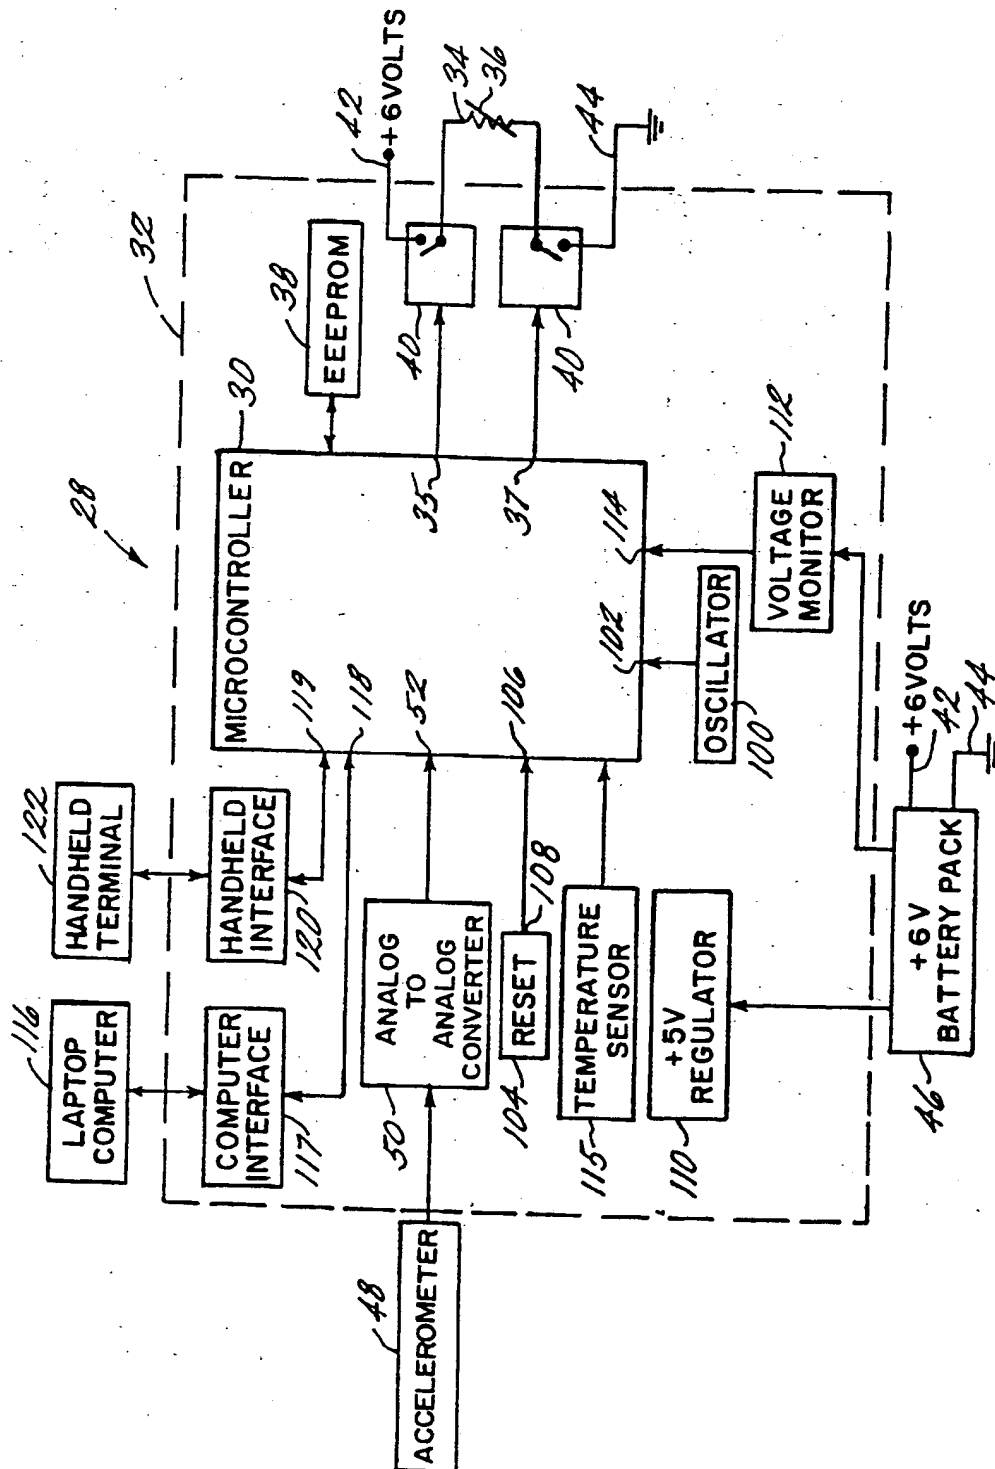 28
32
116
LAPTOP
COMPUTER
122
HANDHELD
TERMINAL
COMPUTER
INTERFACE
117
HANDHELD
INTERFACE
120
119
118
MICROCONTROLLER
30
38
EEEPROM
42
+6VOLTS
34
36
40
35
40
37
44
48
ACCELEROMETER
50
ANALOG
TO
ANALOG
CONVERTER
52
104
RESET
108
106
115
TEMPERATURE
SENSOR
110
+5V
REGULATOR
102
114
100
OSCILLATOR
112
VOLTAGE
MONITOR
46
+6V
BATTERY PACK
+6VOLTS
42
44